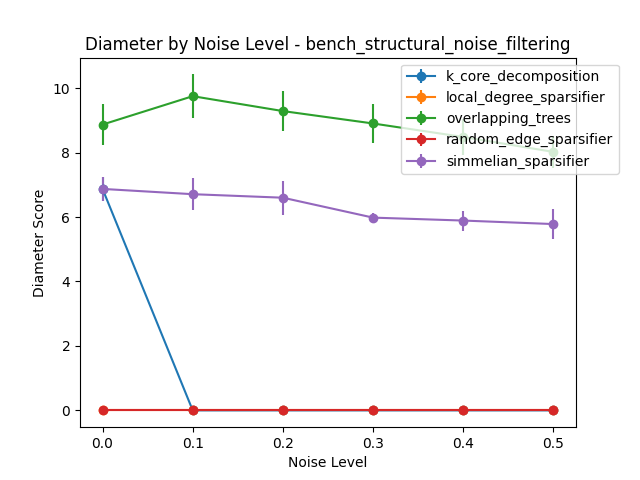 Diameter by Noise Level - bench_structural_noise_filtering
k_core_decomposition
local_degree_sparsifier
overlapping_trees
random_edge_sparsifier
simmelian_sparsifier
Diameter Score
10
8
6
4
2
0
0.0 0.1 0.2 0.3 0.4 0.5
Noise Level